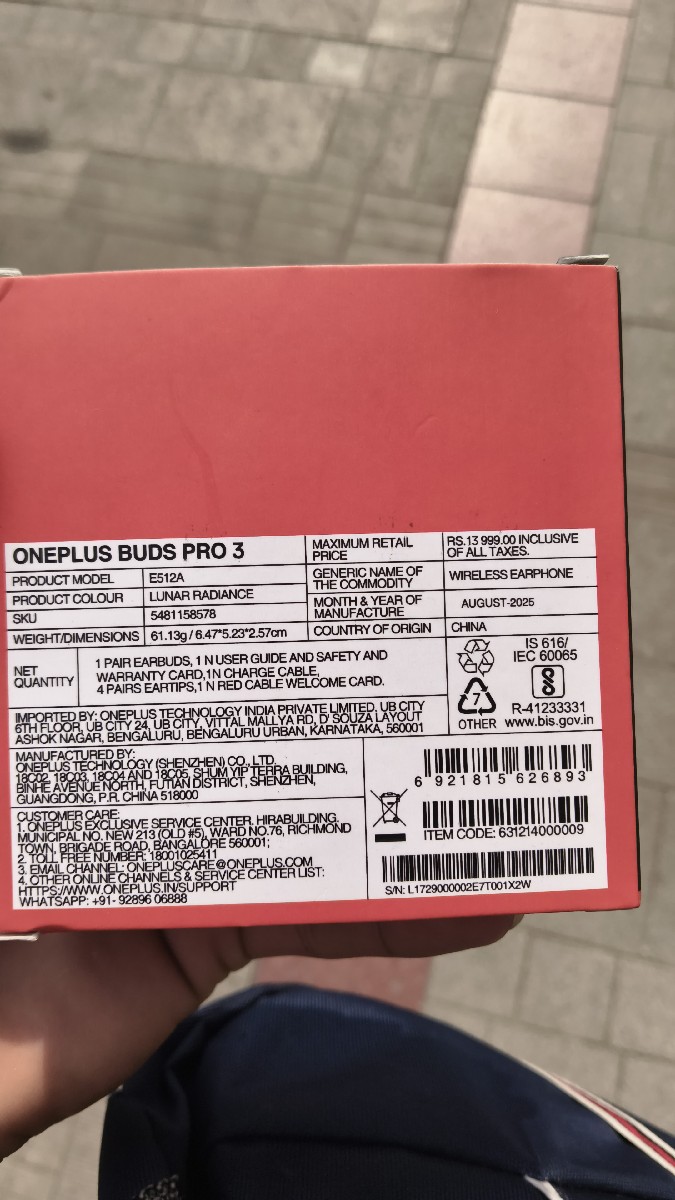 ONEPLUS BUDS PRO 3
PRODUCT MODEL E512A
PRODUCT COLOUR LUNAR RADIANCE
SKU 5481158578
WEIGHT/DIMENSIONS 61.13g / 6.47*5.23*2.57cm
MAXIMUM RETAIL
PRICE
RS.13 999.00 INCLUSIVE
OF ALL TAXES.
GENERIC NAME OF
THE COMMODITY
WIRELESS EARPHONE
MONTH & YEAR OF
MANUFACTURE
AUGUST-2025
COUNTRY OF ORIGIN CHINA
NET
QUANTITY
1 PAIR EARBUDS, 1 N USER GUIDE AND SAFETY AND
WARRANTY CARD,1N CHARGE CABLE,
4 PAIRS EARTIPS,1 N RED CABLE WELCOME CARD.
IS 616/
IEC 60065
7
OTHER
R-41233331
www.bis.gov.in
IMPORTED BY: ONEPLUS TECHNOLOGY INDIA PRIVATE LIMITED, UB CITY
6TH FLOOR, UB CITY 24, UB CITY, VITTAL MALLYA RD, D' SOUZA LAYOUT
ASHOK NAGAR, BENGALURU, BENGALURU URBAN, KARNATAKA, 560001
MANUFACTURED BY:
ONEPLUS TECHNOLOGY (SHENZHEN) CO., LTD.
18C02, 18C03, 18C04 AND 18C05, SHUM YIP TERRA BUILDING,
BINHE AVENUE NORTH, FUTIAN DISTRICT, SHENZHEN,
GUANGDONG, P.R. CHINA 518000
CUSTOMER CARE:
1. ONEPLUS EXCLUSIVE SERVICE CENTER, HIRABUILDING,
MUNICIPAL NO. NEW 213 (OLD #5), WARD NO.76, RICHMOND
TOWN, BRIGADE ROAD, BANGALORE 560001;
2. TOLL FREE NUMBER: 18001025411
3. EMAIL CHANNEL: ONEPLUSCARE@ONEPLUS.COM
4. OTHER ONLINE CHANNELS & SERVICE CENTER LIST:
HTTPS://WWW.ONEPLUS.IN/SUPPORT
WHATSAPP: +91- 92896 06888
6 921815 626893
ITEM CODE: 631214000009
S/N: L1729000002E7T001X2W